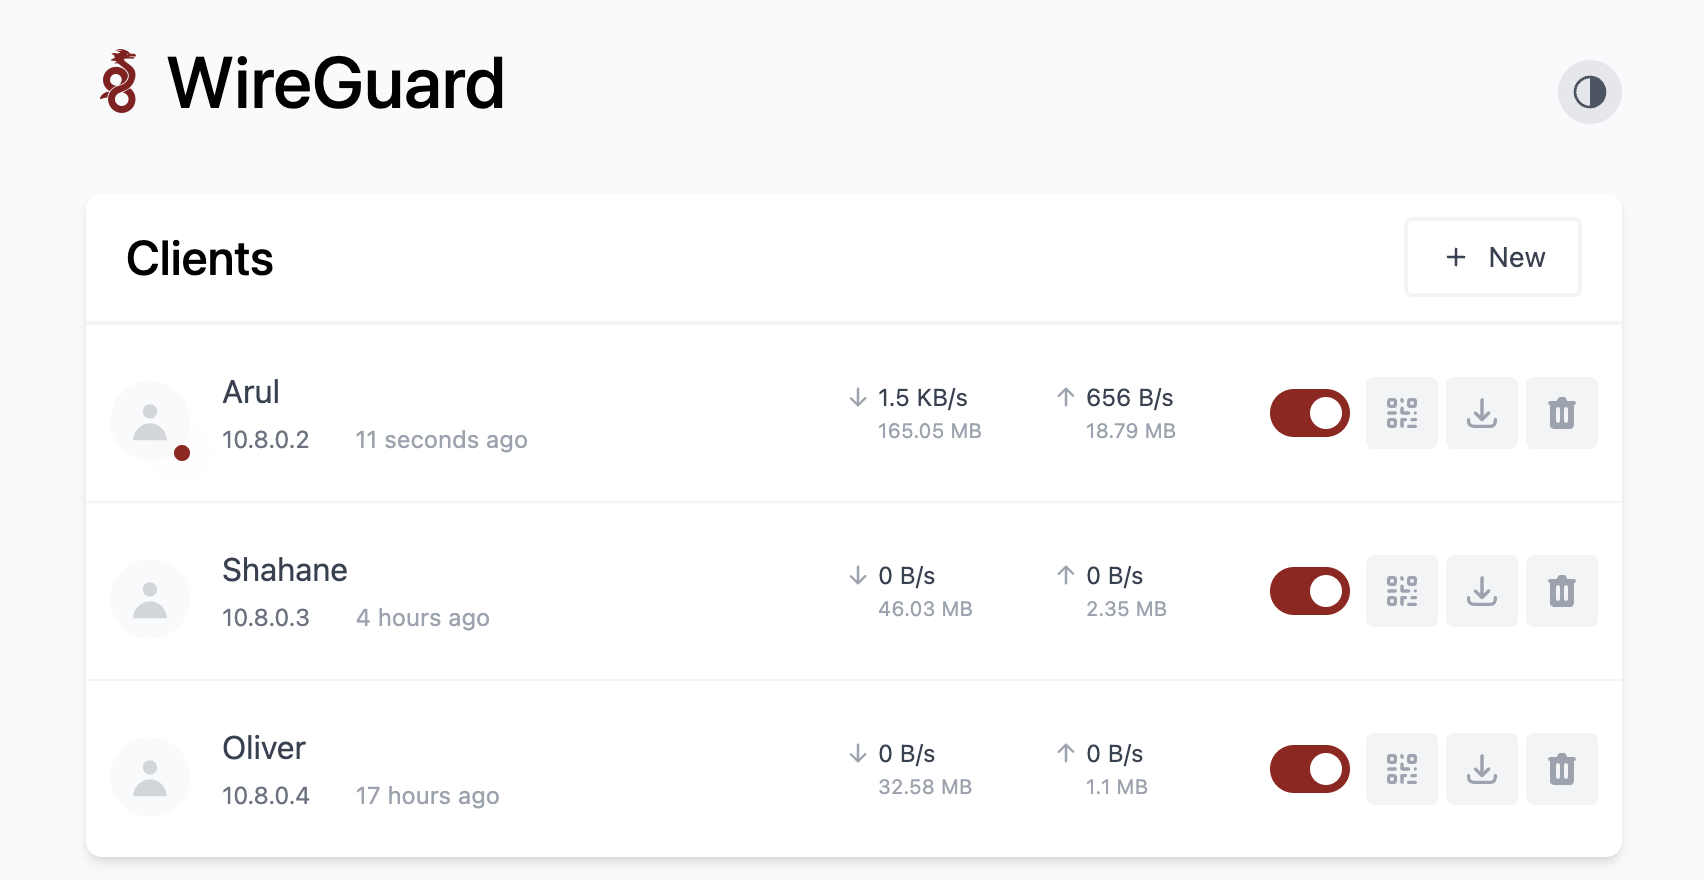 WireGuard
Clients
+ New
Arul
10.8.0.2 11 seconds ago
↓ 1.5 KB/s
165.05 MB
↑ 656 B/s
18.79 MB
Shahane
10.8.0.3 4 hours ago
↓ 0 B/s
46.03 MB
↑ 0 B/s
2.35 MB
Oliver
10.8.0.4 17 hours ago
↓ 0 B/s
32.58 MB
↑ 0 B/s
1.1 MB